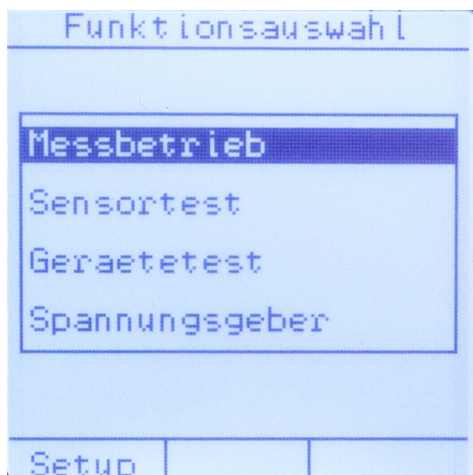 Funktionsauswahl
Messbetrieb
Sensortest
Geraetetest
Spannungsgeber
Setup